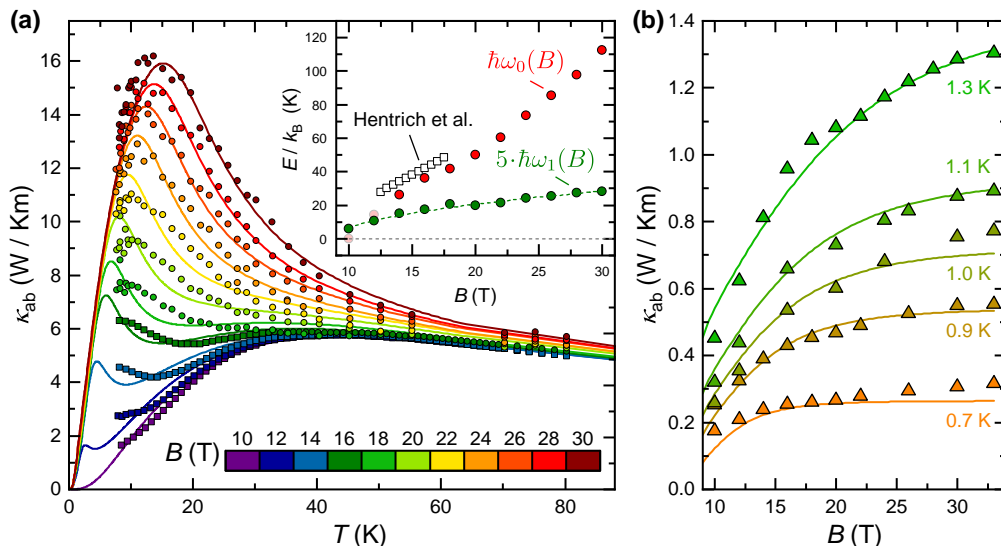 (a)
κab (W / Km)
16
14
12
10
8
6
4
2
0
0
20
40
60
80
T (K)
B (T)
10 12 14 16 18 20 22 24 26 28 30
E / kB (K)
120
100
80
60
40
20
0
10
15
20
25
30
B (T)
ℏω0(B)
Hentrich et al.
5·ℏω1(B)
(b)
κab (W / Km)
1.4
1.2
1.0
0.8
0.6
0.4
0.2
0.0
10
15
20
25
30
B (T)
1.3 K
1.1 K
1.0 K
0.9 K
0.7 K